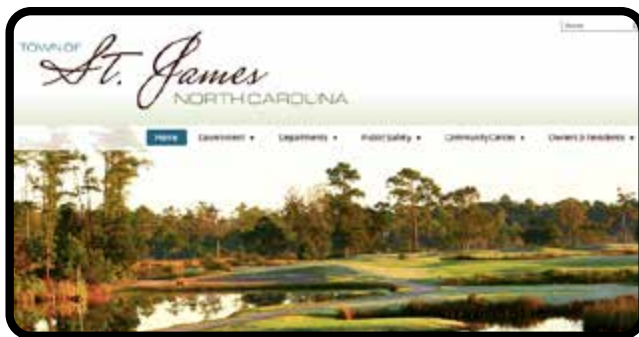 TOWN OF
St. James
NORTH CAROLINA
Home Government Departments Public Safety Community Center Owners & Residents